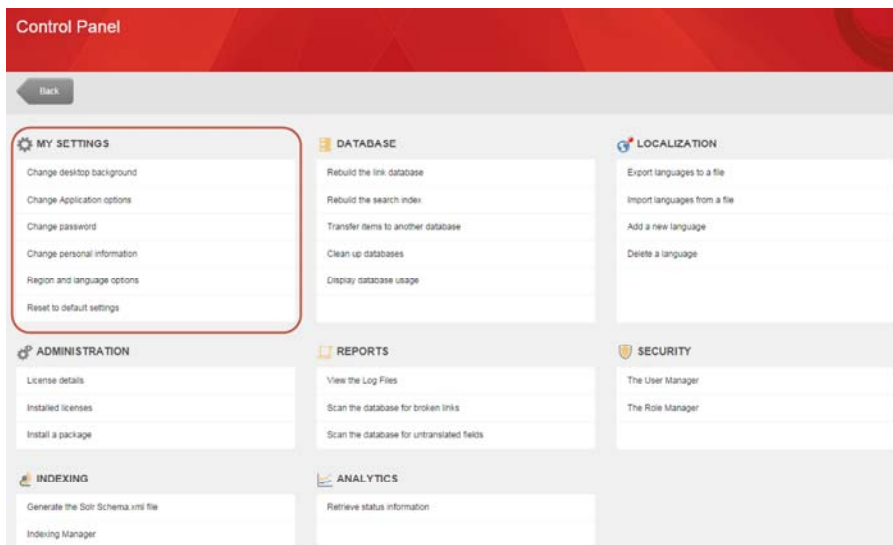 Control Panel
Back
MY SETTINGS
Change desktop background
Change Application options
Change password
Change personal information
Region and language options
Reset to default settings
DATABASE
Rebuild the link database
Rebuild the search index
Transfer items to another database
Clean up databases
Display database usage
LOCALIZATION
Export languages to a file
Import languages from a file
Add a new language
Delete a language
ADMINISTRATION
License details
Installed licenses
Install a package
REPORTS
View the Log Files
Scan the database for broken links
Scan the database for untranslated fields
SECURITY
The User Manager
The Role Manager
INDEXING
Generate the Solr Schema.xml file
Indexing Manager
ANALYTICS
Retrieve status information